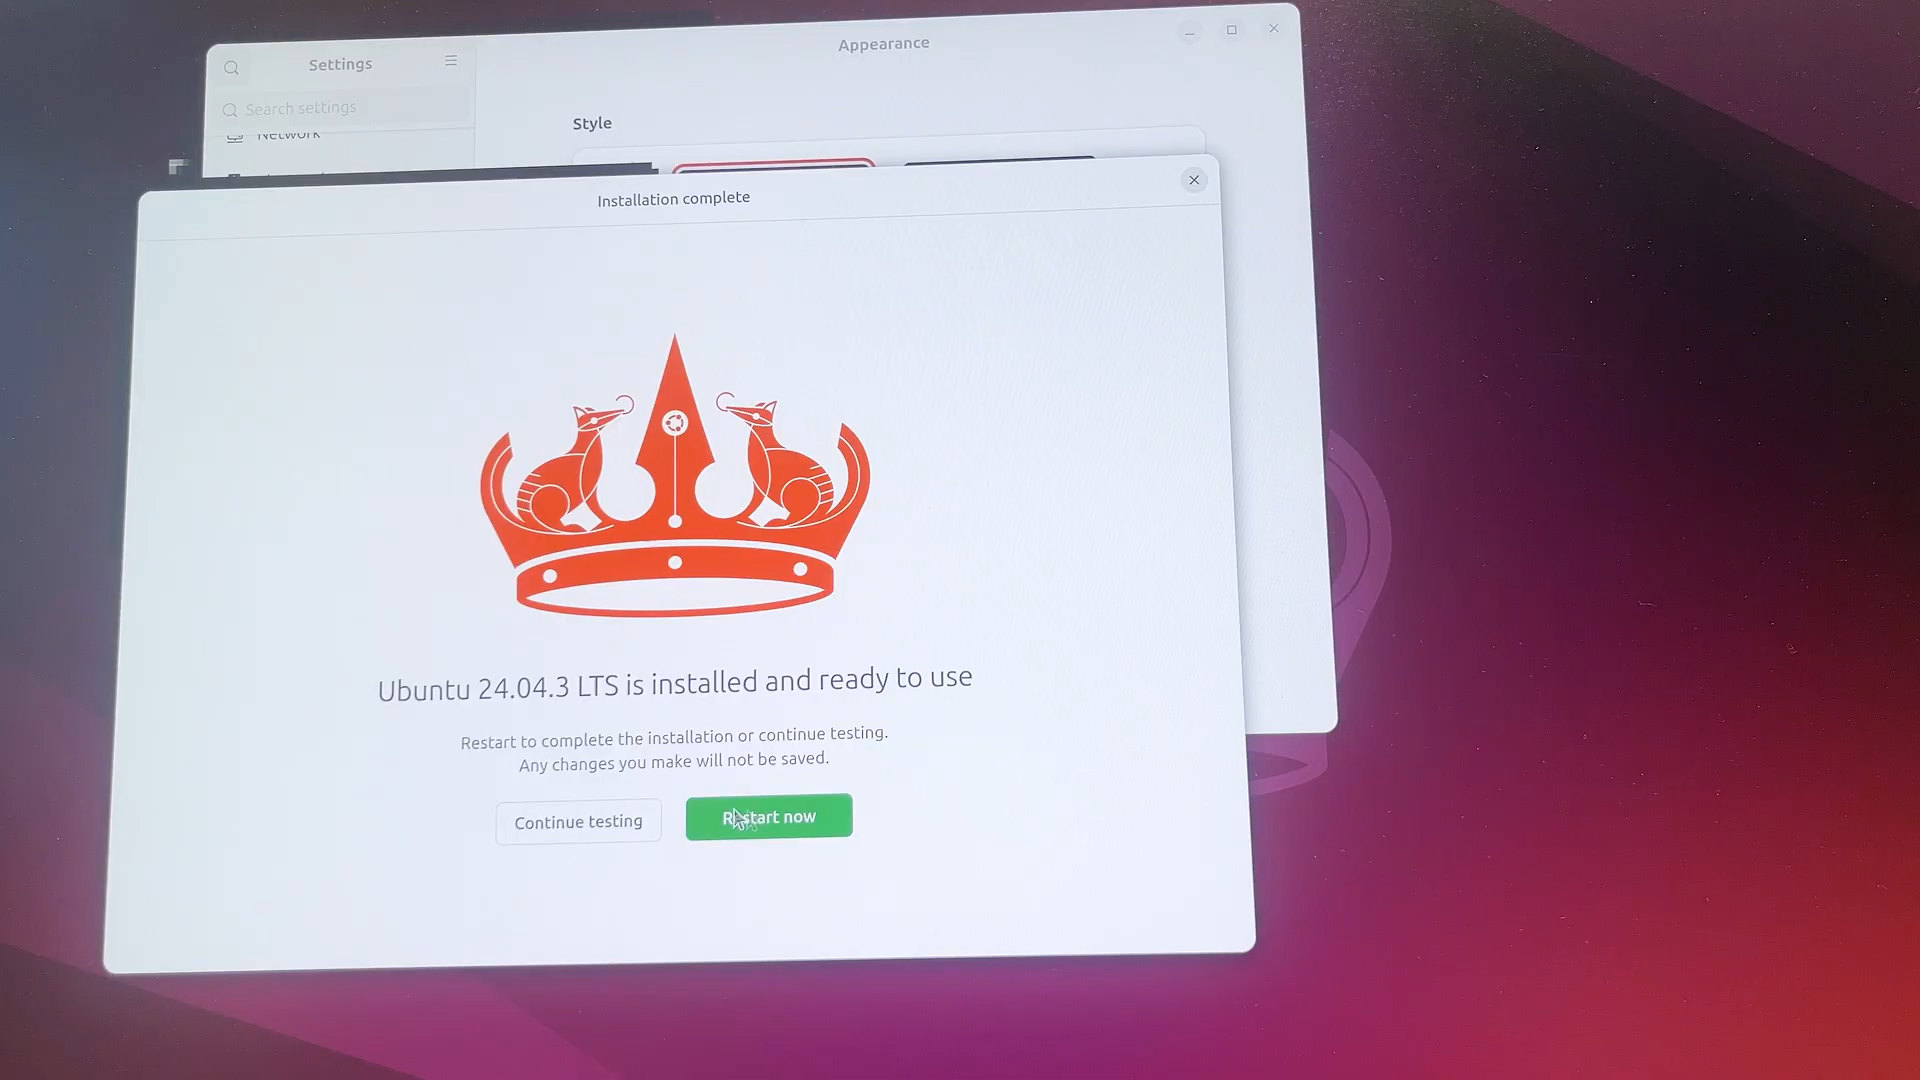 Settings
Appearance
Search settings
Network
Style
Installation complete
Ubuntu 24.04.3 LTS is installed and ready to use
Restart to complete the installation or continue testing.
Any changes you make will not be saved.
Continue testing
Restart now